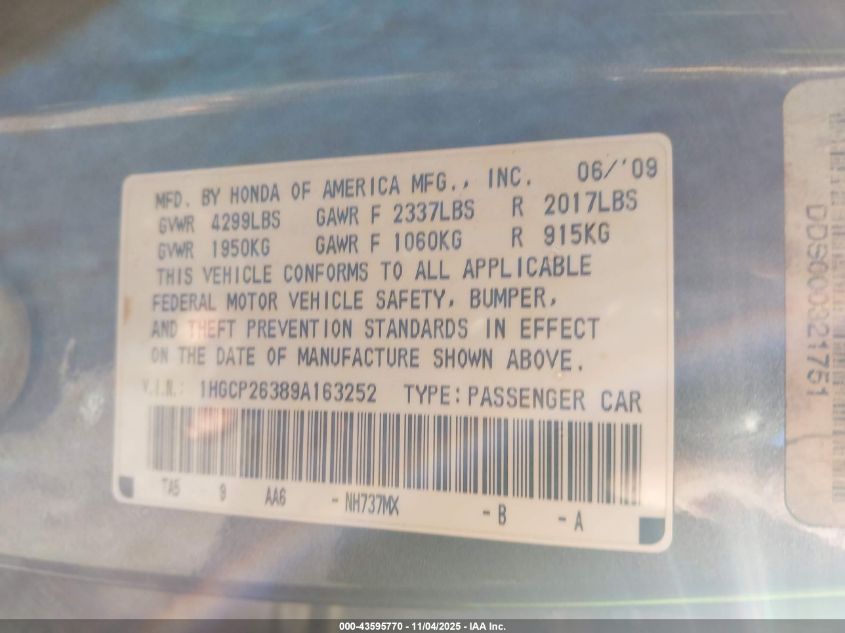 MFD. BY HONDA OF AMERICA MFG., INC. 06/'09
GVWR 4299LBS GAWR F 2337LBS R 2017LBS
GVWR 1950KG GAWR F 1060KG R 915KG
THIS VEHICLE CONFORMS TO ALL APPLICABLE
FEDERAL MOTOR VEHICLE SAFETY, BUMPER,
AND THEFT PREVENTION STANDARDS IN EFFECT
ON THE DATE OF MANUFACTURE SHOWN ABOVE.
V.I.N.: 1HGCP26389A163252 TYPE: PASSENGER CAR
TA5 9 AA6 - NH737MX - B - A
DDS000321751
000-43595770 - 11/04/2025 - IAA Inc.